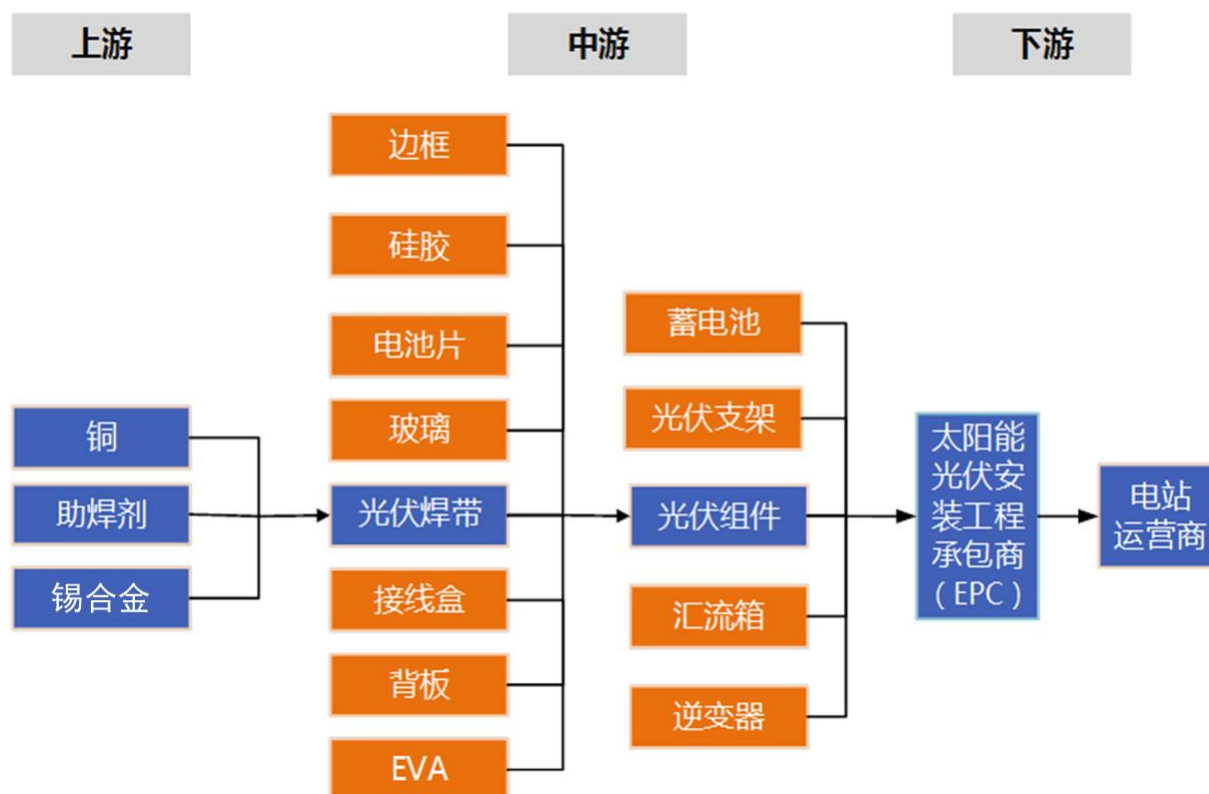 上游
中游
下游
边框
硅胶
电池片
玻璃
光伏焊带
接线盒
背板
EVA
铜
助焊剂
锡合金
蓄电池
光伏支架
光伏组件
汇流箱
逆变器
太阳能
光伏安
装工程
承包商
（EPC）
电站
运营商